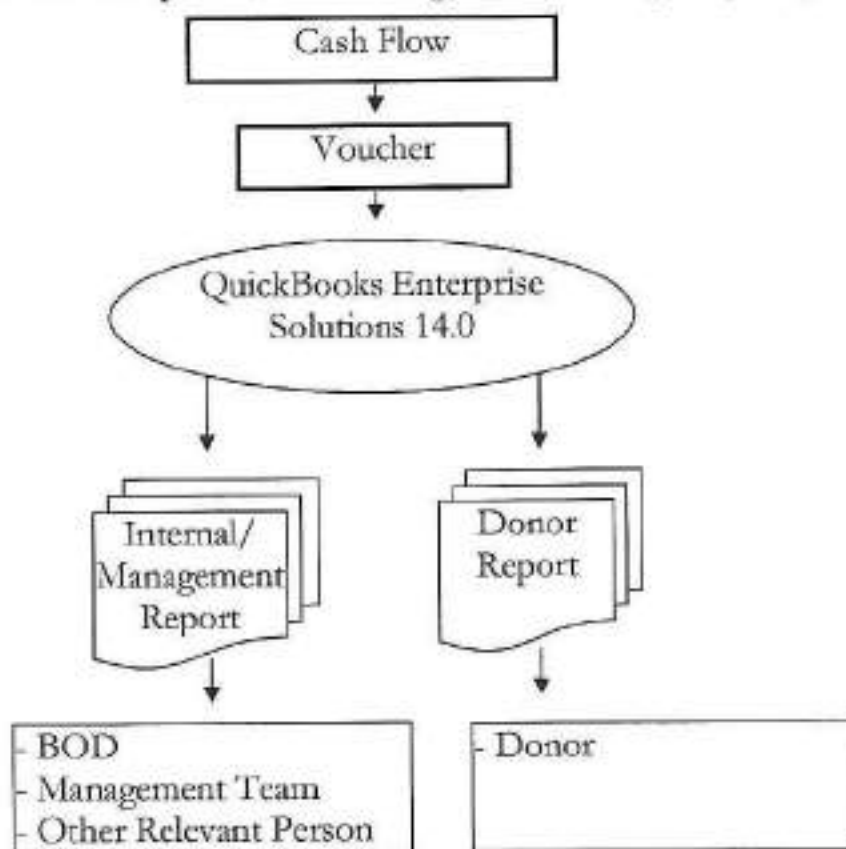 Cash Flow
Voucher
QuickBooks Enterprise
Solutions 14.0
Internal/
Management
Report
Donor
Report
- BOD
- Management Team
- Other Relevant Person
- Donor